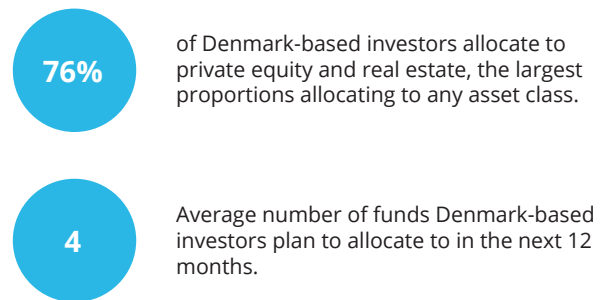 76%
of Denmark-based investors allocate to
private equity and real estate, the largest
proportions allocating to any asset class.
4
Average number of funds Denmark-based
investors plan to allocate to in the next 12
months.